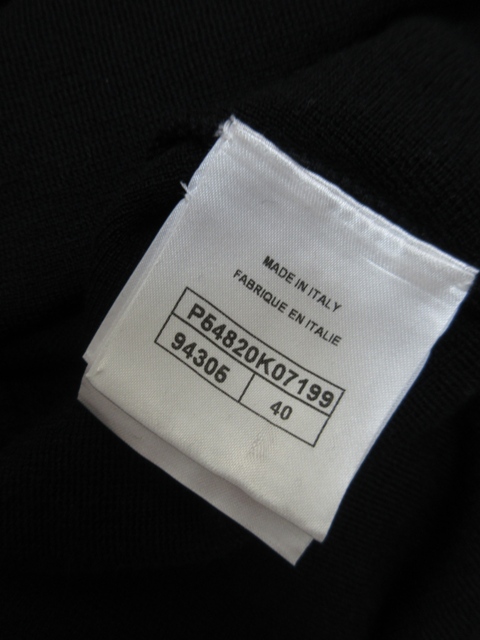 MADE IN ITALY
FABRIQUE EN ITALIE
P54820K07199
94305
40